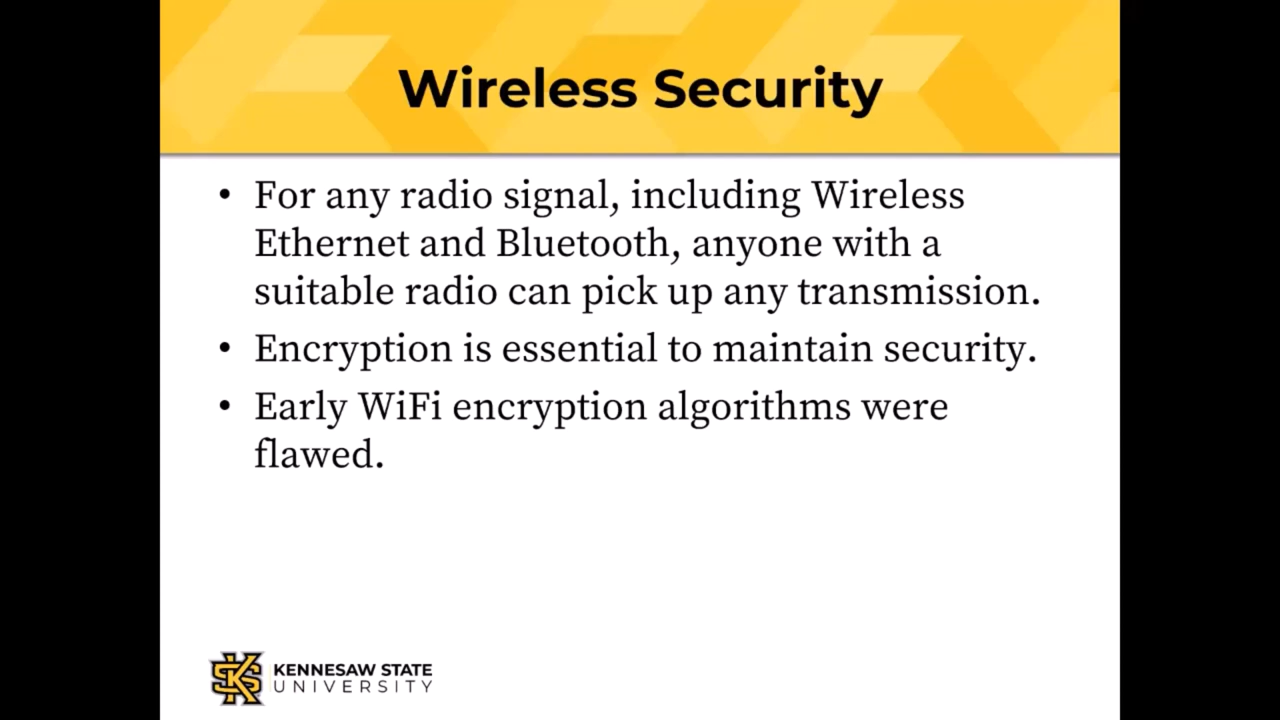 Wireless Security
• For any radio signal, including Wireless
Ethernet and Bluetooth, anyone with a
suitable radio can pick up any transmission.
• Encryption is essential to maintain security.
• Early WiFi encryption algorithms were
flawed.
KENNESAW STATE
UNIVERSITY